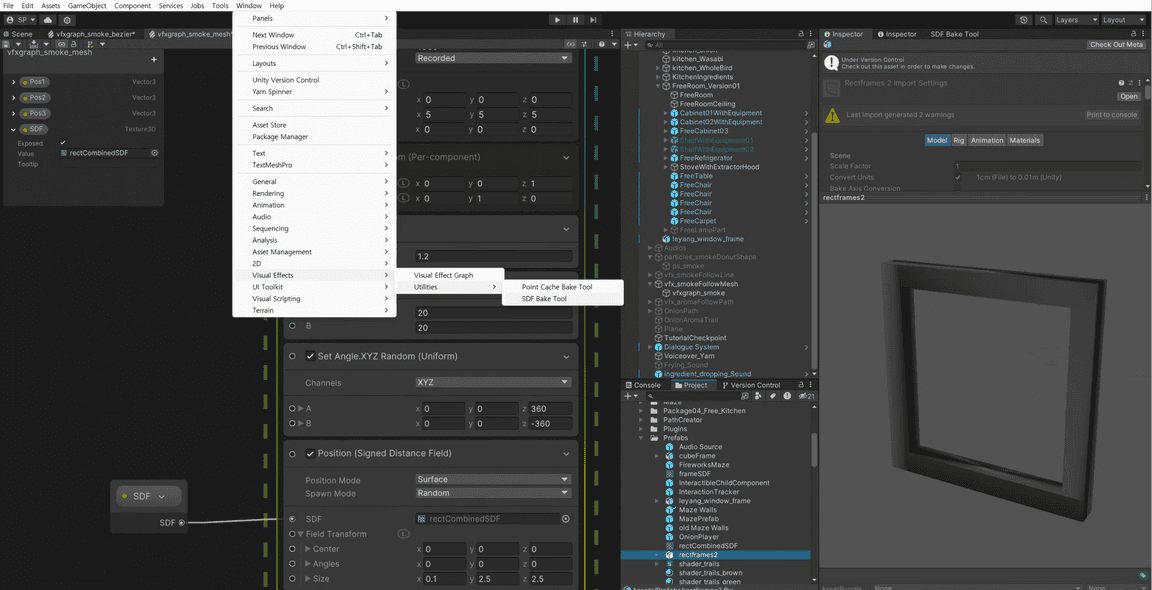 File Edit Assets GameObject Component Services Jobs Tools Window Help
SP
Layers
Layout
Scene
vfxgraph_smoke_bezier*
vfxgraph_smoke_mesh*
vfxgraph_smoke_mesh
+
Pos1 Vector3
Pos2 Vector3
Pos3 Vector3
SDF Texture3D
Exposed
Value rectCombinedSDF
Tooltip
Panels
Next Window Ctrl+Tab
Previous Window Ctrl+Shift+Tab
Layouts
Unity Version Control
Yarn Spinner
Search
Asset Store
Package Manager
Text
TextMeshPro
General
Rendering
Animation
Audio
Sequencing
Analysis
Asset Management
2D
Visual Effects
UI Toolkit
Visual Scripting
Terrain
Visual Effect Graph
Utilities
Point Cache Bake Tool
SDF Bake Tool
Recorded
L
x 0 y 0 z 0
x 5 y 5 z 5
x 0 y 0 z 0
(Per-component)
L x 0 y 0 z 1
L x 0 y 1 z 0
1.2
20
B 20
Set Angle.XYZ Random (Uniform)
Channels XYZ
A x 0 y 0 z 360
B x 0 y 0 z -360
Position (Signed Distance Field)
Position Mode Surface
Spawn Mode Random
SDF rectCombinedSDF
Field Transform L
Center x 0 y 0 z 0
Angles x 0 y 0 z 0
Size x 0.1 y 2.5 z 2.5
SDF
SDF
Hierarchy
All
kitchen_Wasabi
kitchen_WholeBird
KitchenIngredients
FreeRoom_Version01
FreeRoom
FreeRoomCeiling
Cabinet01WithEquipment
Cabinet02WithEquipment
FreeCabinet03
ShelfWithEquipment01
ShelfWithEquipment02
FreeRefrigerator
StoveWithExtractorHood
FreeTable
FreeChair
FreeChair
FreeChair
FreeChair
FreeCarpet
FreeLampPart
leyang_window_frame
Audios
particles_smokeDonutShape
ps_smoke
vfx_smokeFollowLine
vfx_smokeFollowMesh
vfxgraph_smoke
vfx_aromaFollowPath
OnionPath
OnionAromaTrail
Plane
TutorialCheckpoint
Dialogue System
Voiceover_Yarn
Frying_Sound
ingredient_dropping_Sound
Console Project Version Control
21
Maze
Package04_Free_Kitchen
PathCreator
Plugins
Prefabs
Audio Source
cubeFrame
FireworksMaze
frameSDF
InteractibleChildComponent
InteractionTracker
leyang_window_frame
Maze Walls
MazePrefab
old Maze Walls
OnionPlayer
rectCombinedSDF
rectframes2
shader_trails
shader_trails_brown
shader_trails_green
Inspector Inspector SDF Bake Tool
Check Out Meta
Under Version Control
Check out this asset in order to make changes.
Rectframes 2 Import Settings
Open
Last import generated 2 warnings
Print to console
Model Rig Animation Materials
Scene
Scale Factor 1
Convert Units 1cm (File) to 0.01m (Unity)
Bake Axis Conversion
rectframes2
AssetBundle None None